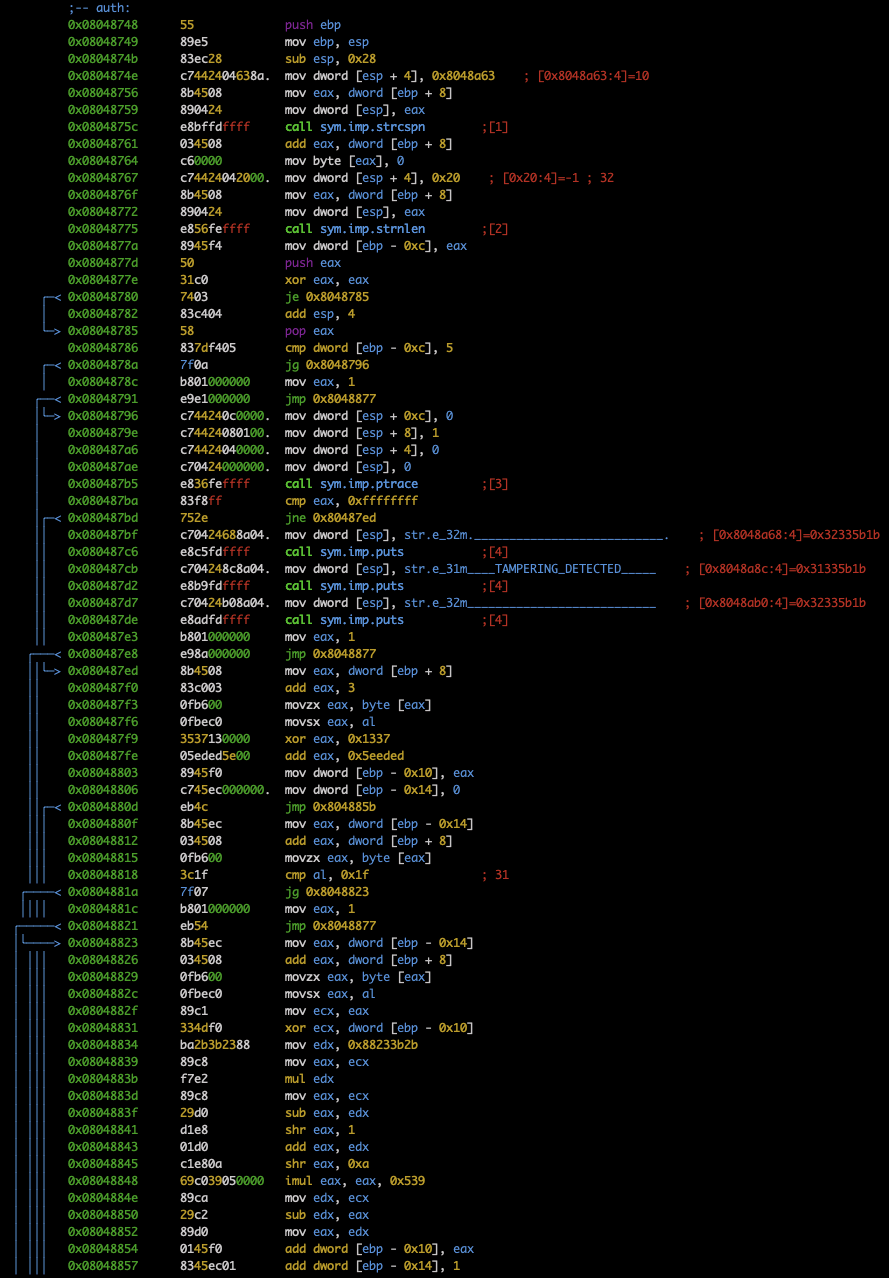 ;-- auth:
0x08048748 55 push ebp
0x08048749 89e5 mov ebp, esp
0x0804874b 83ec28 sub esp, 0x28
0x0804874e c7442404638a. mov dword [esp + 4], 0x8048a63 ; [0x8048a63:4]=10
0x08048756 8b4508 mov eax, dword [ebp + 8]
0x08048759 890424 mov dword [esp], eax
0x0804875c e8bffdffff call sym.imp.strcspn ;[1]
0x08048761 034508 add eax, dword [ebp + 8]
0x08048764 c60000 mov byte [eax], 0
0x08048767 c74424042000. mov dword [esp + 4], 0x20 ; [0x20:4]=-1 ; 32
0x0804876f 8b4508 mov eax, dword [ebp + 8]
0x08048772 890424 mov dword [esp], eax
0x08048775 e856feffff call sym.imp.strnlen ;[2]
0x0804877a 8945f4 mov dword [ebp - 0xc], eax
0x0804877d 50 push eax
0x0804877e 31c0 xor eax, eax
0x08048780 7403 je 0x8048785
0x08048782 83c404 add esp, 4
0x08048785 58 pop eax
0x08048786 837df405 cmp dword [ebp - 0xc], 5
0x0804878a 7f0a jg 0x8048796
0x0804878c b801000000 mov eax, 1
0x08048791 e9e1000000 jmp 0x8048877
0x08048796 c744240c0000. mov dword [esp + 0xc], 0
0x0804879e c74424080100. mov dword [esp + 8], 1
0x080487a6 c74424040000. mov dword [esp + 4], 0
0x080487ae c70424000000. mov dword [esp], 0
0x080487b5 e836feffff call sym.imp.ptrace ;[3]
0x080487ba 83f8ff cmp eax, 0xffffffff
0x080487bd 752e jne 0x80487ed
0x080487bf c70424688a04. mov dword [esp], str.e_32m.___________________________. ; [0x8048a68:4]=0x32335b1b
0x080487c6 e8c5fdffff call sym.imp.puts ;[4]
0x080487cb c704248c8a04. mov dword [esp], str.e_31m____TAMPERING_DETECTED_____ ; [0x8048a8c:4]=0x31335b1b
0x080487d2 e8b9fdffff call sym.imp.puts ;[4]
0x080487d7 c70424b08a04. mov dword [esp], str.e_32m___________________________ ; [0x8048ab0:4]=0x32335b1b
0x080487de e8adfdffff call sym.imp.puts ;[4]
0x080487e3 b801000000 mov eax, 1
0x080487e8 e98a000000 jmp 0x8048877
0x080487ed 8b4508 mov eax, dword [ebp + 8]
0x080487f0 83c003 add eax, 3
0x080487f3 0fb600 movzx eax, byte [eax]
0x080487f6 0fbec0 movsx eax, al
0x080487f9 3537130000 xor eax, 0x1337
0x080487fe 05eded5e00 add eax, 0x5eeded
0x08048803 8945f0 mov dword [ebp - 0x10], eax
0x08048806 c745ec000000. mov dword [ebp - 0x14], 0
0x0804880d eb4c jmp 0x804885b
0x0804880f 8b45ec mov eax, dword [ebp - 0x14]
0x08048812 034508 add eax, dword [ebp + 8]
0x08048815 0fb600 movzx eax, byte [eax]
0x08048818 3c1f cmp al, 0x1f ; 31
0x0804881a 7f07 jg 0x8048823
0x0804881c b801000000 mov eax, 1
0x08048821 eb54 jmp 0x8048877
0x08048823 8b45ec mov eax, dword [ebp - 0x14]
0x08048826 034508 add eax, dword [ebp + 8]
0x08048829 0fb600 movzx eax, byte [eax]
0x0804882c 0fbec0 movsx eax, al
0x0804882f 89c1 mov ecx, eax
0x08048831 334df0 xor ecx, dword [ebp - 0x10]
0x08048834 ba2b3b2388 mov edx, 0x88233b2b
0x08048839 89c8 mov eax, ecx
0x0804883b f7e2 mul edx
0x0804883d 89c8 mov eax, ecx
0x0804883f 29d0 sub eax, edx
0x08048841 d1e8 shr eax, 1
0x08048843 01d0 add eax, edx
0x08048845 c1e80a shr eax, 0xa
0x08048848 69c039050000 imul eax, eax, 0x539
0x0804884e 89ca mov edx, ecx
0x08048850 29c2 sub edx, eax
0x08048852 89d0 mov eax, edx
0x08048854 0145f0 add dword [ebp - 0x10], eax
0x08048857 8345ec01 add dword [ebp - 0x14], 1